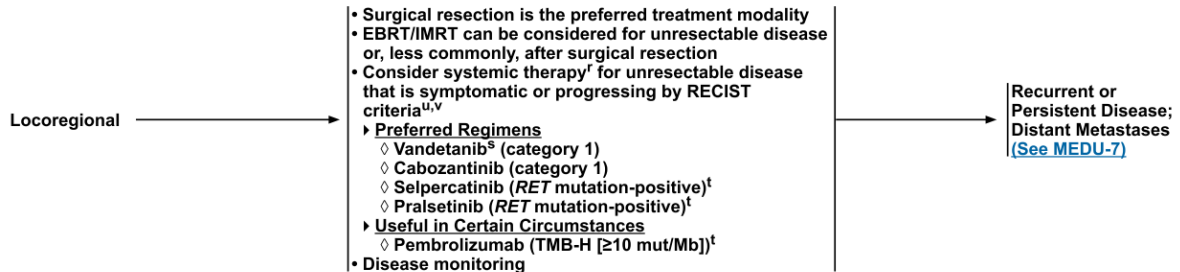 Locoregional
• Surgical resection is the preferred treatment modality
• EBRT/IMRT can be considered for unresectable disease
or, less commonly, after surgical resection
• Consider systemic therapyʳ for unresectable disease
that is symptomatic or progressing by RECIST
criteriaᵘ,ᵛ
▸ Preferred Regimens
◊ Vandetanibˢ (category 1)
◊ Cabozantinib (category 1)
◊ Selpercatinib (RET mutation-positive)ᵗ
◊ Pralsetinib (RET mutation-positive)ᵗ
▸ Useful in Certain Circumstances
◊ Pembrolizumab (TMB-H [≥10 mut/Mb])ᵗ
• Disease monitoring
Recurrent or
Persistent Disease;
Distant Metastases
(See MEDU-7)